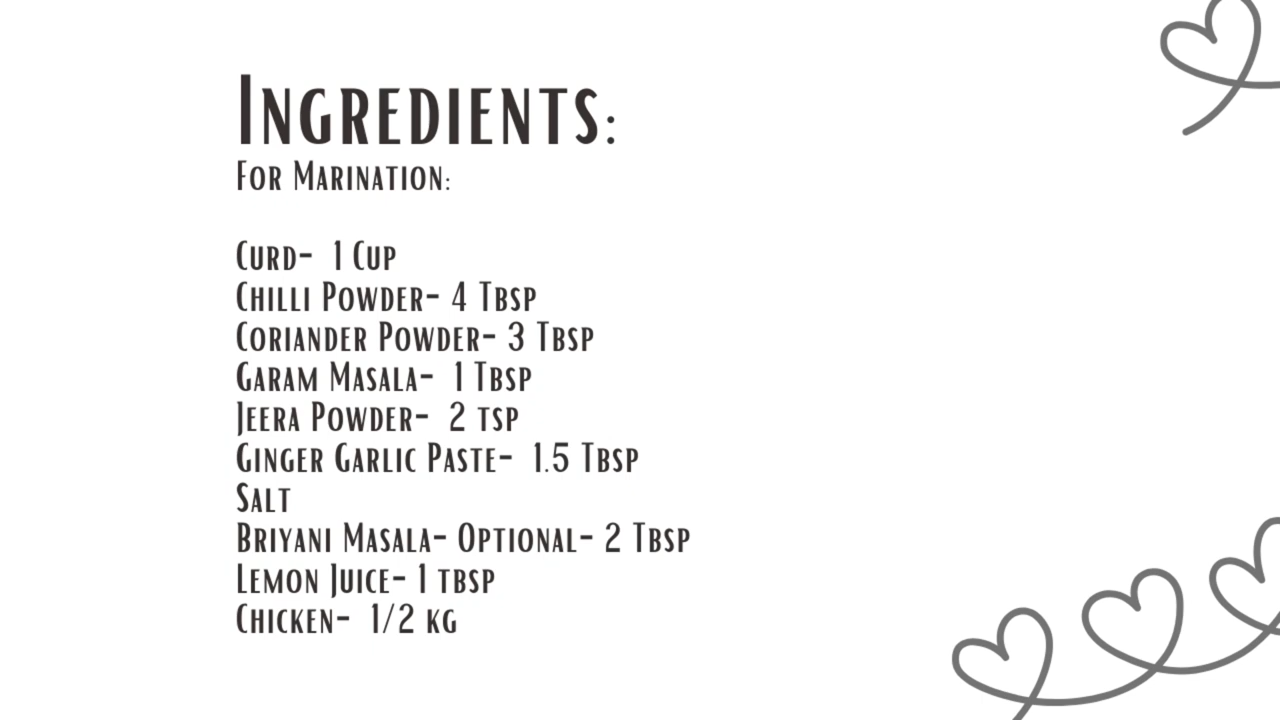 Ingredients:
For Marination:
Curd- 1 Cup
Chilli Powder- 4 Tbsp
Coriander Powder- 3 Tbsp
Garam Masala- 1 Tbsp
Jeera Powder- 2 tsp
Ginger Garlic Paste- 1.5 Tbsp
Salt
Briyani Masala- Optional- 2 Tbsp
Lemon Juice- 1 tbsp
Chicken- 1/2 kg